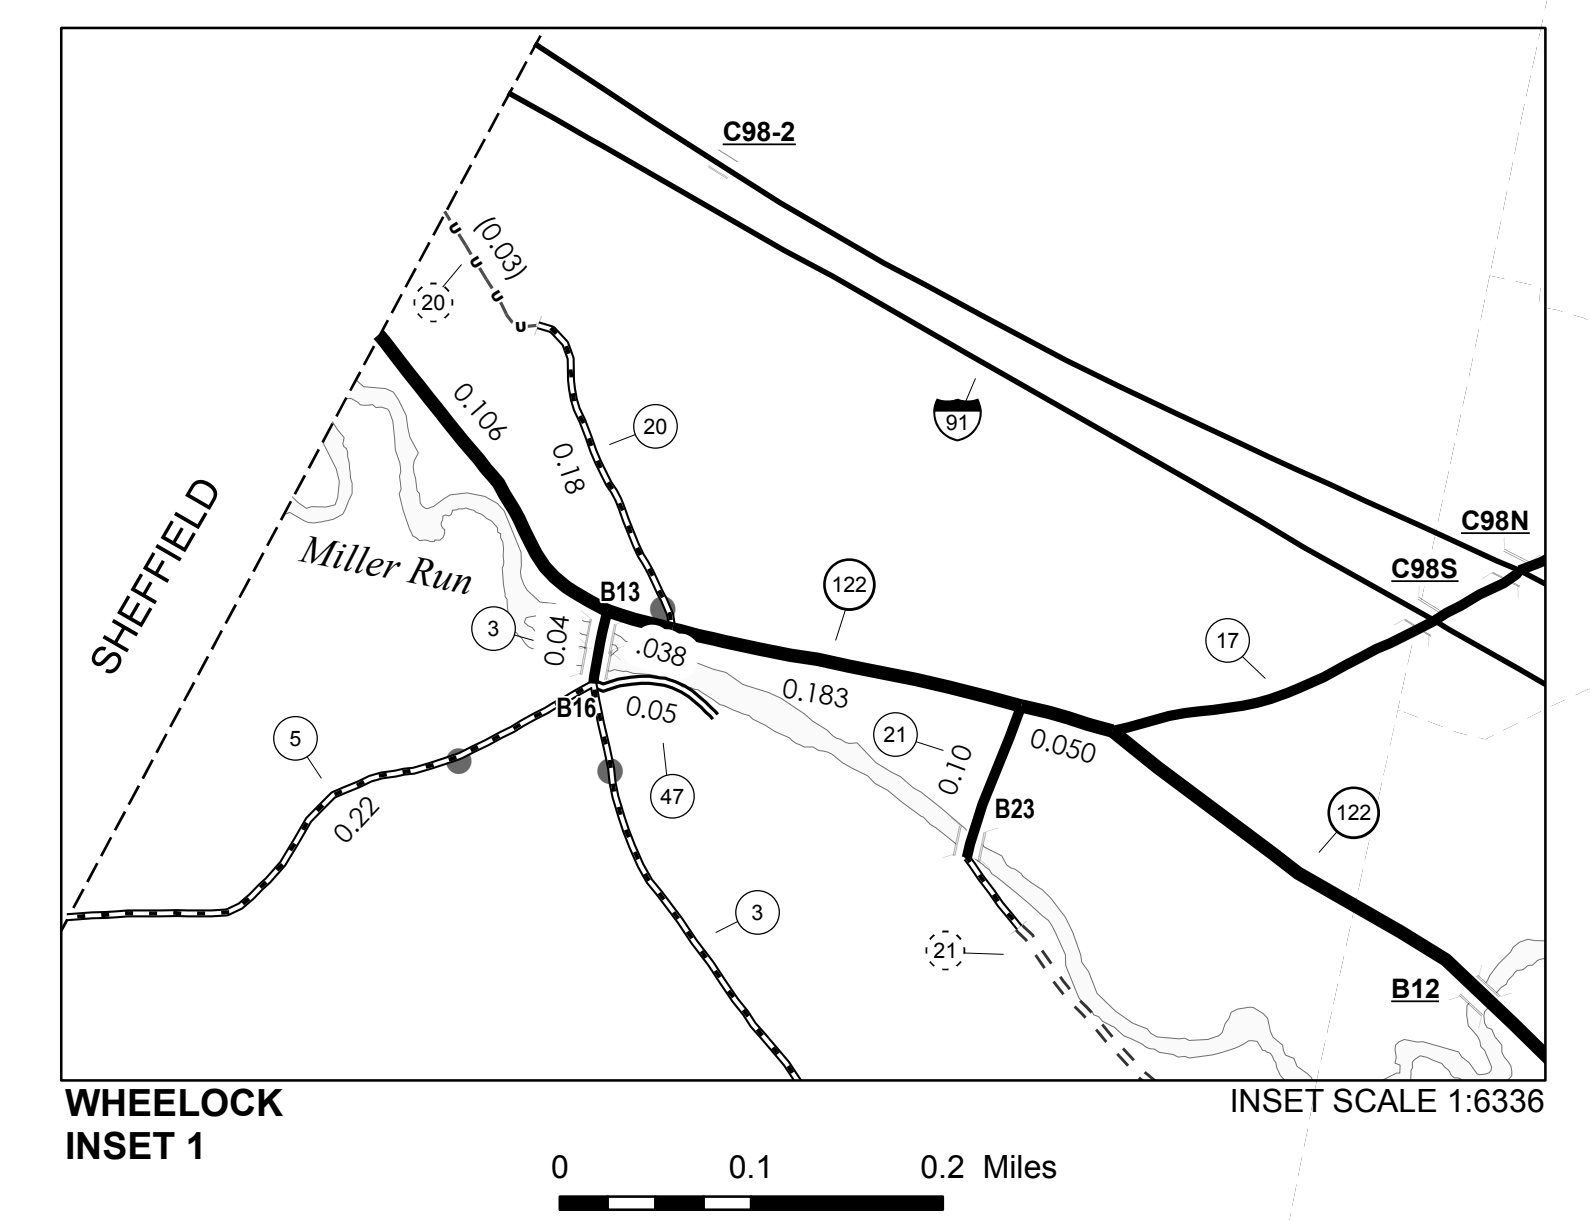 C98-2
(0.03)
20
0.106
20
91
0.18
SHEFFIELD
Miller Run
C98N
C98S
B13
122
3
0.04
.038
17
B16
0.05
0.183
21
0.10
0.050
5
47
B23
122
0.22
3
21
B12
WHEELOCK
INSET SCALE 1:6336
INSET 1
0 0.1 0.2 Miles